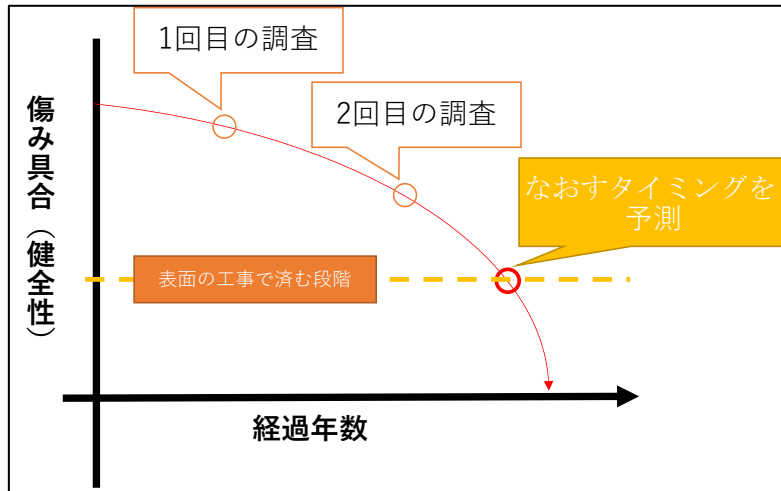 1回目の調査
2回目の調査
なおすタイミングを
予測
傷み具合（健全性）
表面の工事で済む段階
経過年数